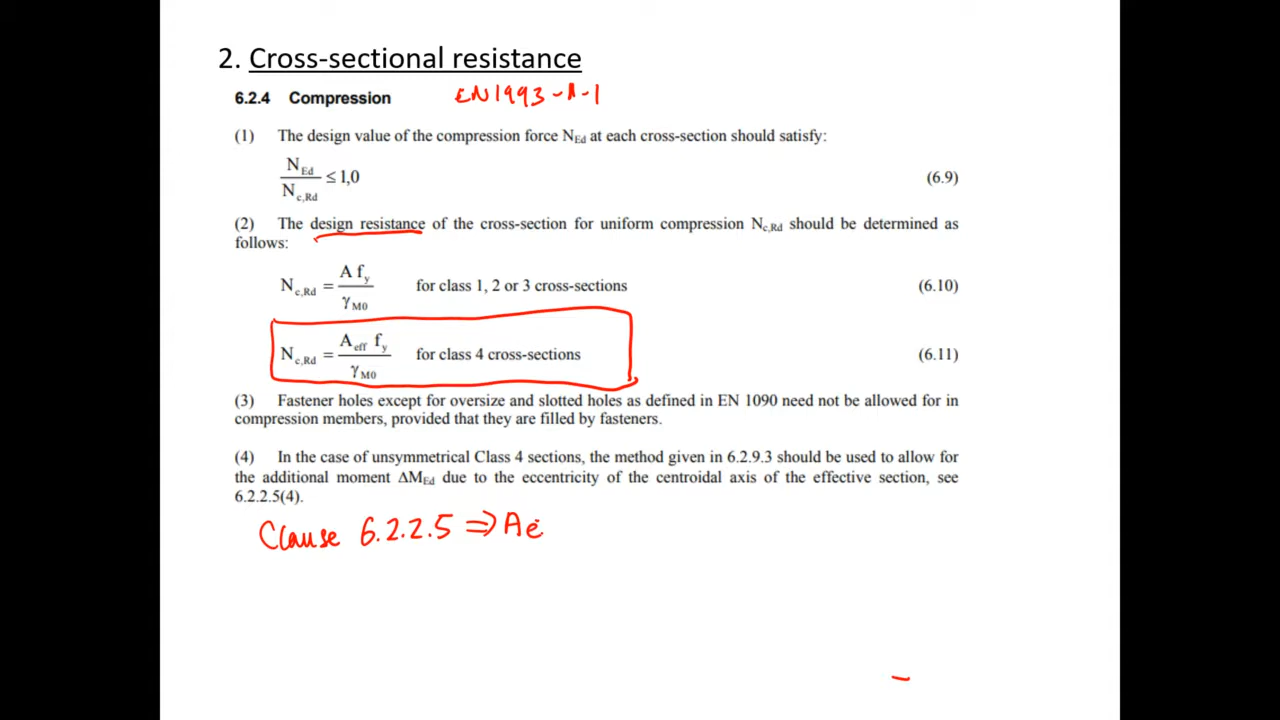 2. Cross-sectional resistance
6.2.4 Compression EN1993-1-1
(1) The design value of the compression force N_Ed at each cross-section should satisfy:
N_Ed / N_c,Rd ≤ 1,0 (6.9)
(2) The design resistance of the cross-section for uniform compression N_c,Rd should be determined as
follows:
N_c,Rd = A f_y / γ_M0 for class 1, 2 or 3 cross-sections (6.10)
N_c,Rd = A_eff f_y / γ_M0 for class 4 cross-sections (6.11)
(3) Fastener holes except for oversize and slotted holes as defined in EN 1090 need not be allowed for in
compression members, provided that they are filled by fasteners.
(4) In the case of unsymmetrical Class 4 sections, the method given in 6.2.9.3 should be used to allow for
the additional moment ΔM_Ed due to the eccentricity of the centroidal axis of the effective section, see
6.2.2.5(4).
Clause 6.2.2.5 ⇒ Ae